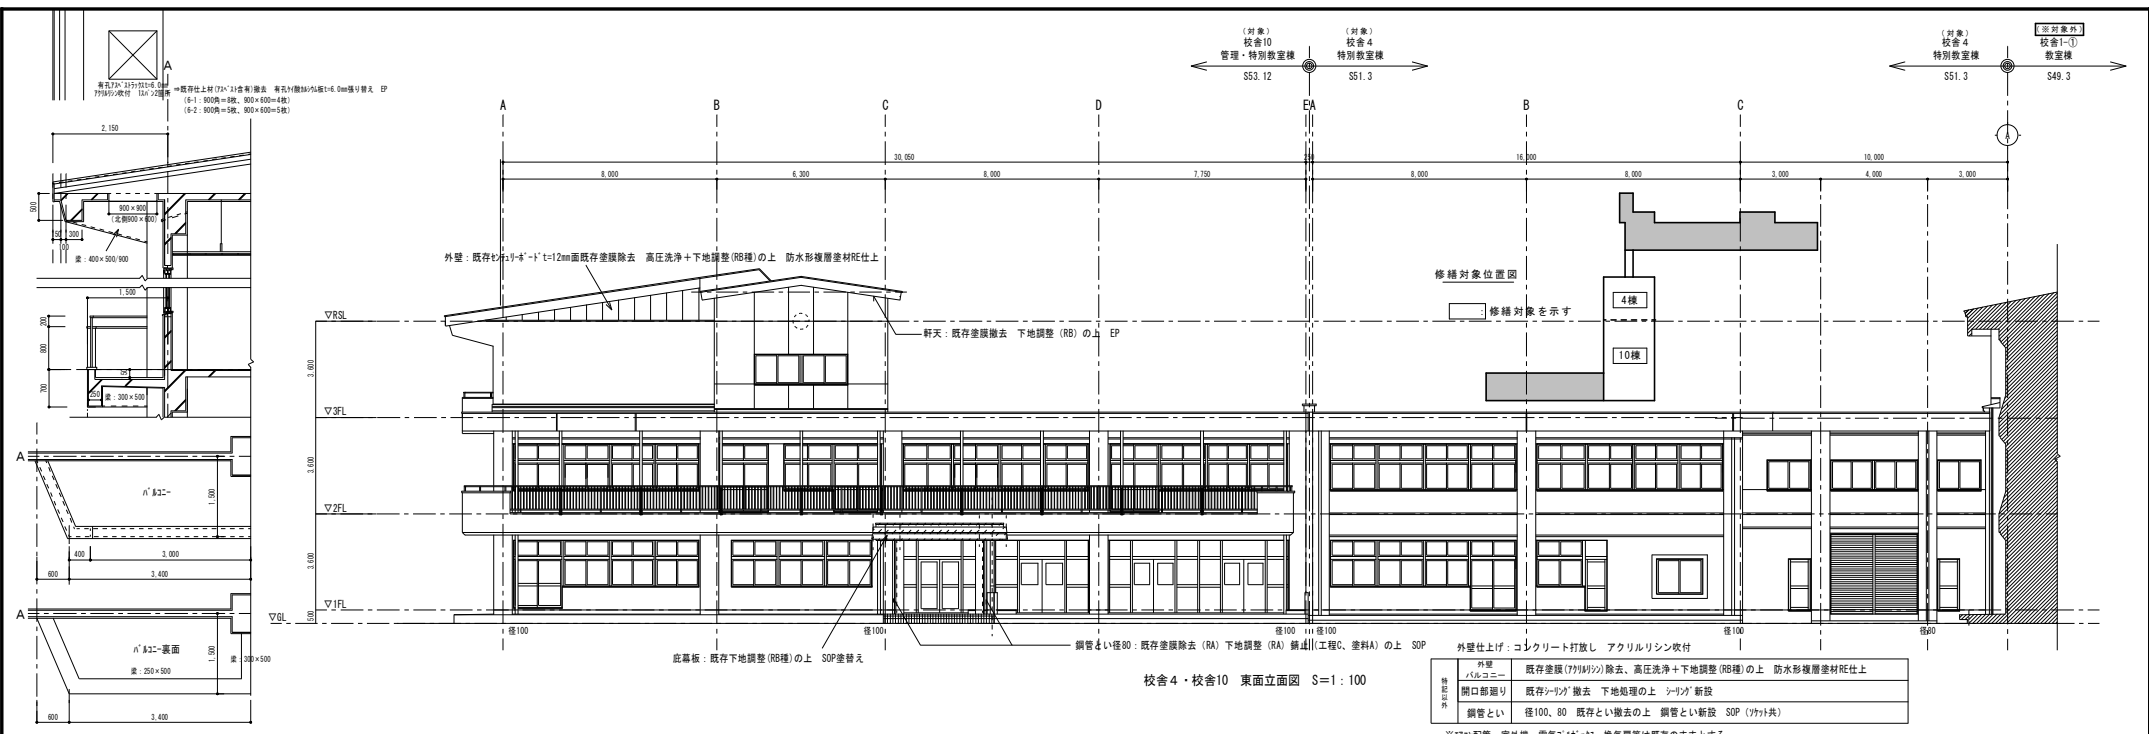 (対象)
校舎10
管理・特別教室棟
S53.12
(対象)
校舎4
特別教室棟
S51.3
(対象)
校舎4
特別教室棟
S51.3
(※対象外)
校舎1-①
教室棟
S49.3
A
⇒既存仕上材(ｱｽﾍﾞｽﾄ含有)撤去 有孔ｹｲ酸ｶﾙｼｳﾑ板t=6.0mm張り替え EP
(6-1：900角=8枚、900×600=4枚)
(6-2：900角=5枚、900×600=5枚)
2,150
500
900×900
(北側900×600)
300
100
梁：400×500/900
1,500
200
800
700
250
梁：300×500
A
ﾊﾞﾙｺﾆｰ
1,500
400
3,000
600
3,400
A
ﾊﾞﾙｺﾆｰ裏面
梁：250×500
1,500
梁：300×500
600
3,400
A
B
C
D
E
A
B
C
A
30,050
250
16,000
10,000
8,000
6,300
8,000
7,750
8,000
8,000
3,000
4,000
3,000
外壁：既存ｾﾝﾁｭﾘｰﾎﾞｰﾄﾞt=12mm面既存塗膜除去 高圧洗浄＋下地調整(RB種)の上 防水形複層塗材RE仕上
軒天：既存塗膜撤去 下地調整 (RB) の上 EP
修繕対象位置図
：修繕対象を示す
4棟
10棟
▽RSL
3,600
▽3FL
3,600
▽2FL
3,600
▽1FL
500
▽GL
径100
径100
径100
径100
径100
径80
庇幕板：既存下地調整(RB種)の上 SOP塗替え
鋼管とい径80：既存塗膜除去 (RA) 下地調整 (RA) 錆止 (工程C、塗料A) の上 SOP
校舎4・校舎10 東面立面図 S=1：100
外壁仕上げ：コンクリート打放し アクリルリシン吹付
特記以外
外壁
バルコニー
既存塗膜(ｱｸﾘﾙﾘｼﾝ)除去、高圧洗浄＋下地調整(RB種)の上 防水形複層塗材RE仕上
開口部廻り
既存ｼｰﾘﾝｸﾞ撤去 下地処理の上 ｼｰﾘﾝｸﾞ新設
鋼管とい
径100、80 既存とい撤去の上 鋼管とい新設 SOP (ｿｹｯﾄ共)